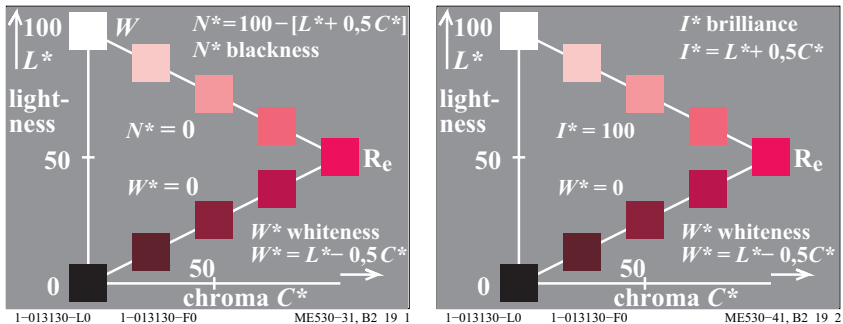 100 W N* = 100 – [L* + 0,5 C*]
L* N* blackness
light-
ness
N* = 0
50 R_e
W* = 0
W* whiteness
W* = L* – 0,5 C*
0 50
chroma C*
1-013130-L0 1-013130-F0 ME530-31, B2 19 1
100 I* brilliance
L* I* = L* + 0,5 C*
light-
ness
I* = 100
50 R_e
W* = 0
W* whiteness
W* = L* – 0,5 C*
0 50
chroma C*
1-013130-L0 1-013130-F0 ME530-41, B2 19 2